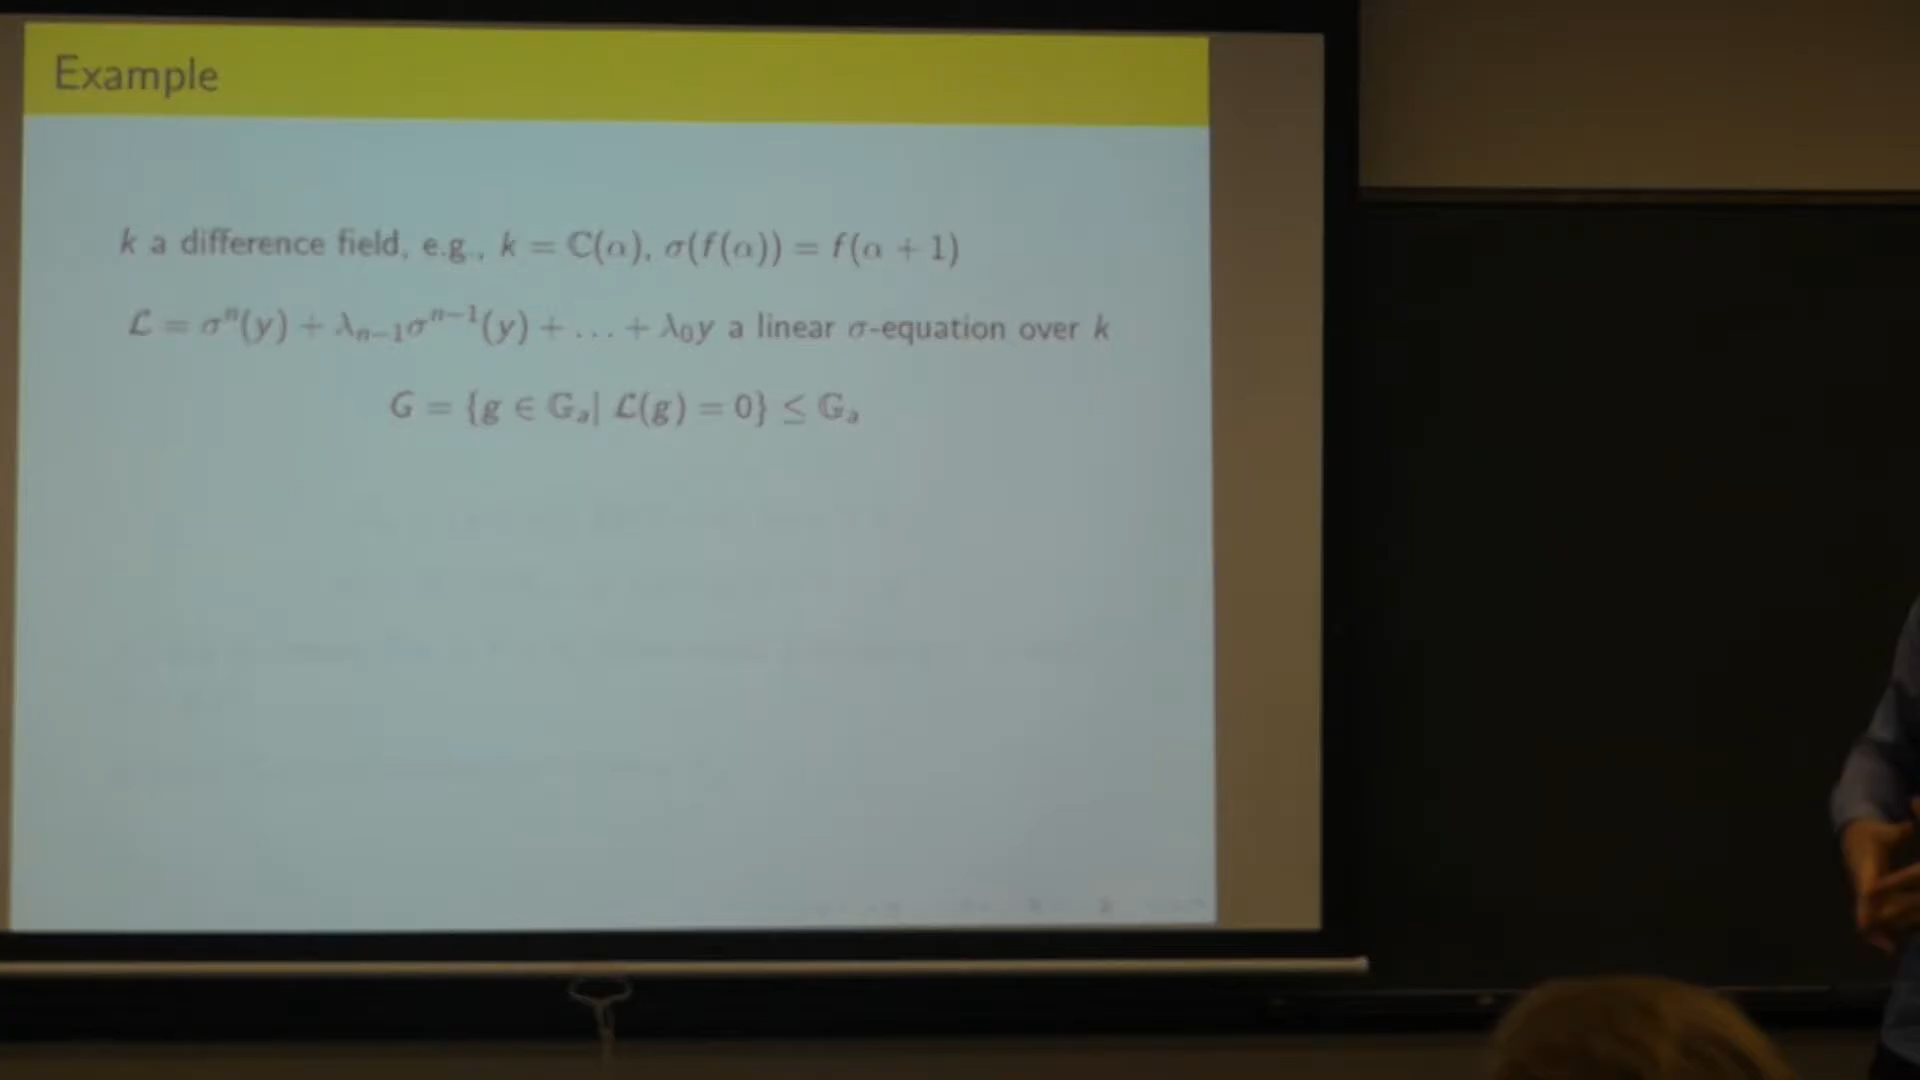 Example
k a difference field, e.g., k = ℂ(α), σ(f(α)) = f(α + 1)
ℒ = σⁿ(y) + λₙ₋₁σⁿ⁻¹(y) + … + λ₀y a linear σ-equation over k
G = {g ∈ 𝔾ₐ| ℒ(g) = 0} ≤ 𝔾ₐ